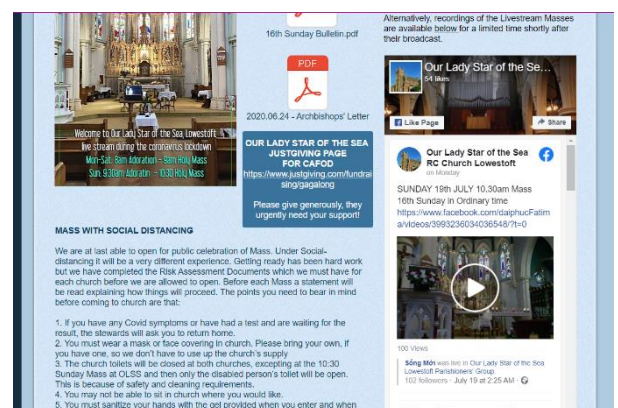 Welcome to Our Lady Star of the Sea, Lowestoft
live stream during the coronavirus lockdown
Mon-Sat: 8am Adoration - 9am Holy Mass
Sun: 9.30am Adoratin - 10.30 Holy Mass
16th Sunday Bulletin.pdf
PDF
2020.06.24 - Archbishops' Letter
OUR LADY STAR OF THE SEA
JUSTGIVING PAGE
FOR CAFOD
https://www.justgiving.com/fundrai
sing/gagalong
Please give generously, they
urgently need your support!
MASS WITH SOCIAL DISTANCING
We are at last able to open for public celebration of Mass. Under Social-
distancing it will be a very different experience. Getting ready has been hard work
but we have completed the Risk Assessment Documents which we must have for
each church before we are allowed to open. Before each Mass a statement will
be read explaining how things will proceed. The points you need to bear in mind
before coming to church are that:
1. If you have any Covid symptoms or have had a test and are waiting for the
result, the stewards will ask you to return home.
2. You must wear a mask or face covering in church. Please bring your own, if
you have one, so we don't have to use up the church's supply
3. The church toilets will be closed at both churches, excepting at the 10:30
Sunday Mass at OLSS and then only the disabled person's toilet will be open.
This is because of safety and cleaning requirements.
4. You may not be able to sit in church where you would like.
5. You must sanitize your hands with the gel provided when you enter and when
Alternatively, recordings of the Livestream Masses
are available below for a limited time shortly after
their broadcast.
Our Lady Star of the Se...
54 likes
Like Page
Share
Our Lady Star of the Sea
RC Church Lowestoft
on Monday
SUNDAY 19th JULY 10.30am Mass
16th Sunday in Ordinary time
https://www.facebook.com/daiphucFatim
a/videos/3993236034036548/?t=0
100 Views
Sống Mới was live in Our Lady Star of the Sea
Lowestoft Parishioners' Group
102 followers · July 19 at 2:25 AM ·